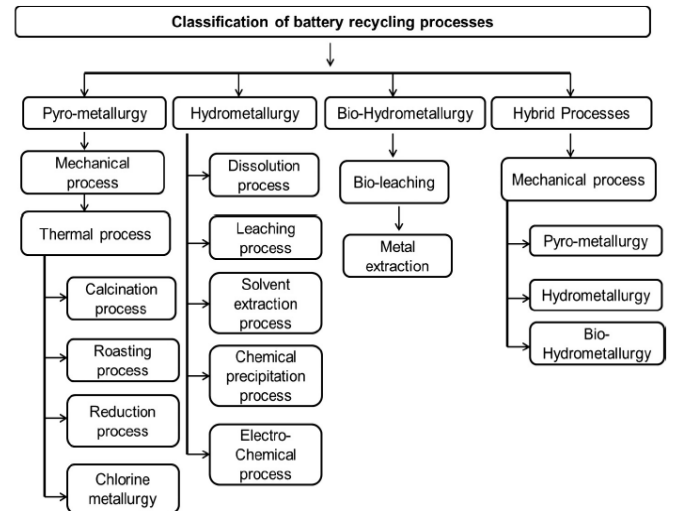 Classification of battery recycling processes
Pyro-metallurgy
Hydrometallurgy
Bio-Hydrometallurgy
Hybrid Processes
Mechanical
process
Thermal process
Calcination
process
Roasting
process
Reduction
process
Chlorine
metallurgy
Dissolution
process
Leaching
process
Solvent
extraction
process
Chemical
precipitation
process
Electro-
Chemical
process
Bio-leaching
Metal
extraction
Mechanical process
Pyro-metallurgy
Hydrometallurgy
Bio-
Hydrometallurgy